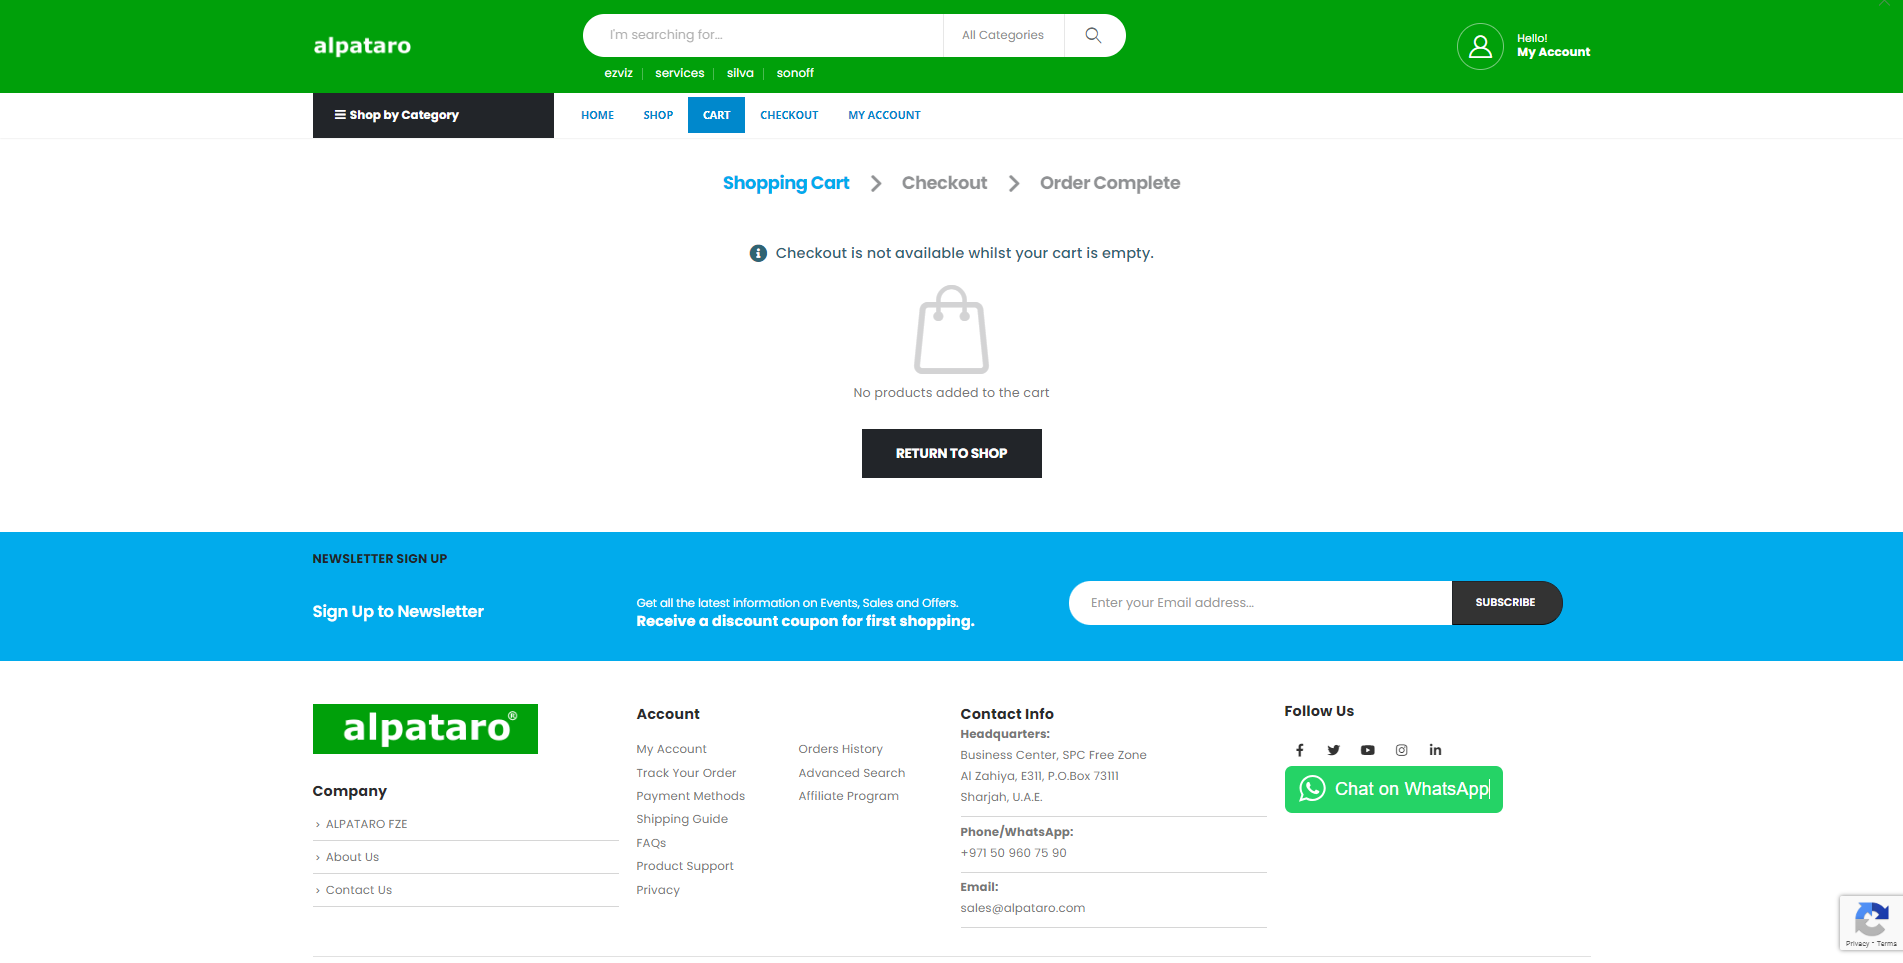 alpataro
I'm searching for...
All Categories
Hello!
My Account
ezviz
services
silva
sonoff
Shop by Category
HOME
SHOP
CART
CHECKOUT
MY ACCOUNT
Shopping Cart
Checkout
Order Complete
Checkout is not available whilst your cart is empty.
No products added to the cart
RETURN TO SHOP
NEWSLETTER SIGN UP
Sign Up to Newsletter
Get all the latest information on Events, Sales and Offers.
Receive a discount coupon for first shopping.
Enter your Email address...
SUBSCRIBE
alpataro®
Company
ALPATARO FZE
About Us
Contact Us
Account
My Account
Track Your Order
Payment Methods
Shipping Guide
FAQs
Product Support
Privacy
Orders History
Advanced Search
Affiliate Program
Contact Info
Headquarters:
Business Center, SPC Free Zone
Al Zahiya, E311, P.O.Box 73111
Sharjah, U.A.E.
Phone/WhatsApp:
+971 50 960 75 90
Email:
sales@alpataro.com
Follow Us
Chat on WhatsApp
Privacy - Terms